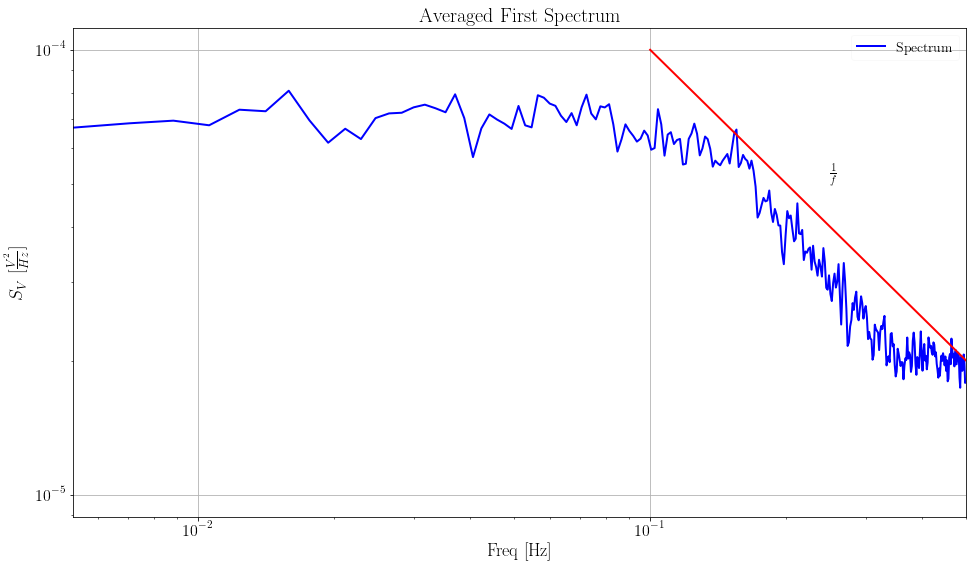 Averaged First Spectrum
10⁻⁴
Spectrum
1/f
S_V [V²/Hz]
10⁻⁵
10⁻² 10⁻¹
Freq [Hz]